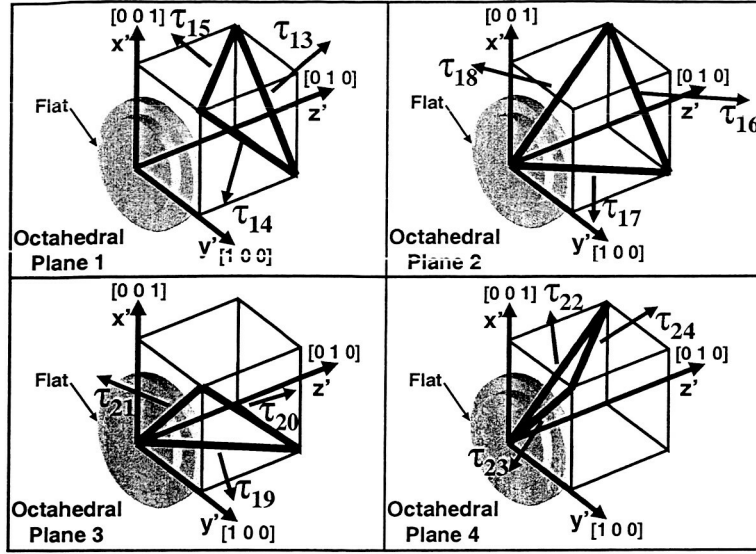 [0 0 1]
τ15
τ13
x'
[0 1 0]
Flat
z'
τ14
Octahedral
Plane 1
y'
[1 0 0]
[0 0 1]
x'
τ18
[0 1 0]
Flat
z'
τ16
τ17
Octahedral
Plane 2
y'
[1 0 0]
[0 0 1]
x'
[0 1 0]
Flat
τ21
z'
τ20
τ19
Octahedral
Plane 3
y'
[1 0 0]
[0 0 1]
τ22
τ24
x'
[0 1 0]
Flat
z'
τ23
Octahedral
Plane 4
y'
[1 0 0]